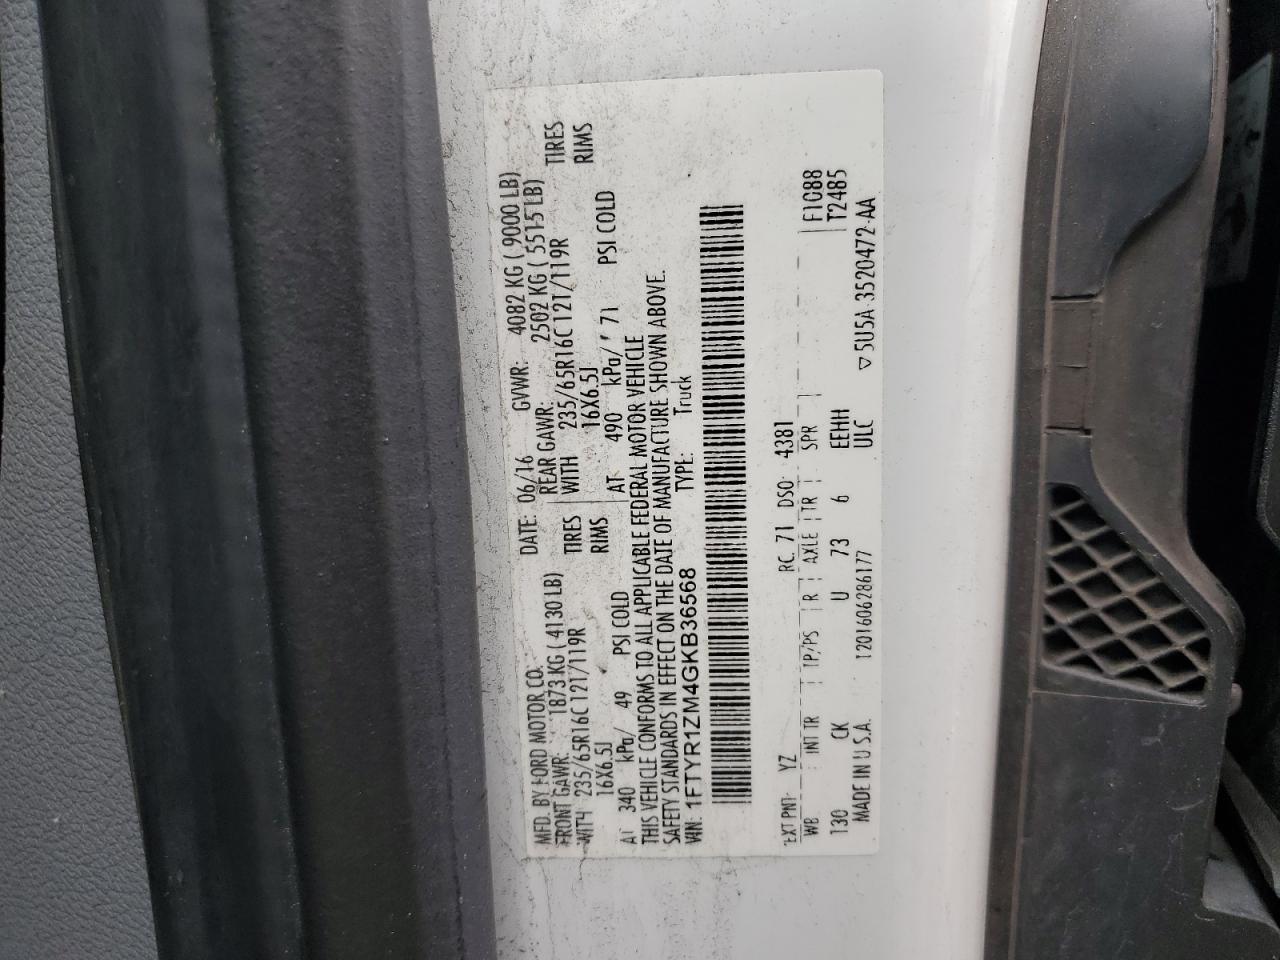 MFD. BY FORD MOTOR CO. DATE: 06/16 GVWR: 4082 KG ( 9000 LB)
FRONT GAWR: 1873 KG ( 4130 LB) REAR GAWR: 2502 KG ( 5515 LB)
WITH 235/65R16C 121/119R TIRES WITH 235/65R16C 121/119R TIRES
16X6.5J RIMS 16X6.5J RIMS
AT 340 kPa/ 49 PSI COLD AT 490 kPa/ 71 PSI COLD
THIS VEHICLE CONFORMS TO ALL APPLICABLE FEDERAL MOTOR VEHICLE
SAFETY STANDARDS IN EFFECT ON THE DATE OF MANUFACTURE SHOWN ABOVE.
VIN: 1FTYR1ZM4GKB36568 TYPE: Truck
EXT PNT: YZ RC: 71 DSO: 4381
WB INT TR TP/PS R AXLE TR SPR F1088
130 CK U 73 6 EEHH T2485
1201606286177 ULC
MADE IN U.S.A. 5U5A-3520472-AA